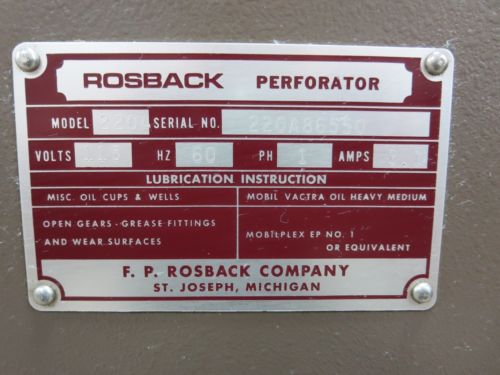 ROSBACK PERFORATOR
MODEL 220A SERIAL NO.
VOLTS 115 HZ 60 PH 1 AMPS
LUBRICATION INSTRUCTION
MISC. OIL CUPS & WELLS
MOBIL VACTRA OIL HEAVY MEDIUM
OPEN GEARS - GREASE FITTINGS
AND WEAR SURFACES
MOBILPLEX EP NO. 1
OR EQUIVALENT
F. P. ROSBACK COMPANY
ST. JOSEPH, MICHIGAN